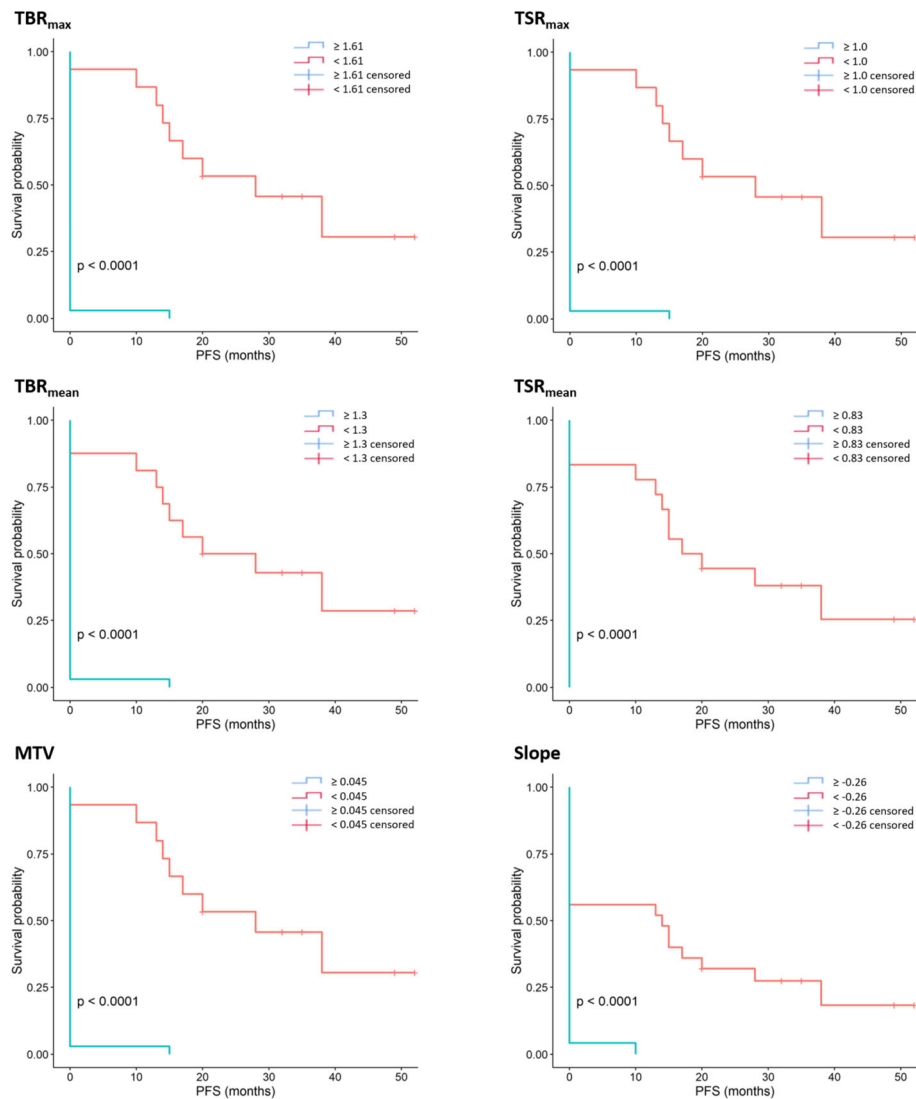 TBRmax
≥ 1.61
< 1.61
≥ 1.61 censored
< 1.61 censored
1.00
0.75
0.50
0.25
0.00
Survival probability
p < 0.0001
0 10 20 30 40 50
PFS (months)
TSRmax
≥ 1.0
< 1.0
≥ 1.0 censored
< 1.0 censored
1.00
0.75
0.50
0.25
0.00
Survival probability
p < 0.0001
0 10 20 30 40 50
PFS (months)
TBRmean
≥ 1.3
< 1.3
≥ 1.3 censored
< 1.3 censored
1.00
0.75
0.50
0.25
0.00
Survival probability
p < 0.0001
0 10 20 30 40 50
PFS (months)
TSRmean
≥ 0.83
< 0.83
≥ 0.83 censored
< 0.83 censored
1.00
0.75
0.50
0.25
0.00
Survival probability
p < 0.0001
0 10 20 30 40 50
PFS (months)
MTV
≥ 0.045
< 0.045
≥ 0.045 censored
< 0.045 censored
1.00
0.75
0.50
0.25
0.00
Survival probability
p < 0.0001
0 10 20 30 40 50
PFS (months)
Slope
≥ -0.26
< -0.26
≥ -0.26 censored
< -0.26 censored
1.00
0.75
0.50
0.25
0.00
Survival probability
p < 0.0001
0 10 20 30 40 50
PFS (months)